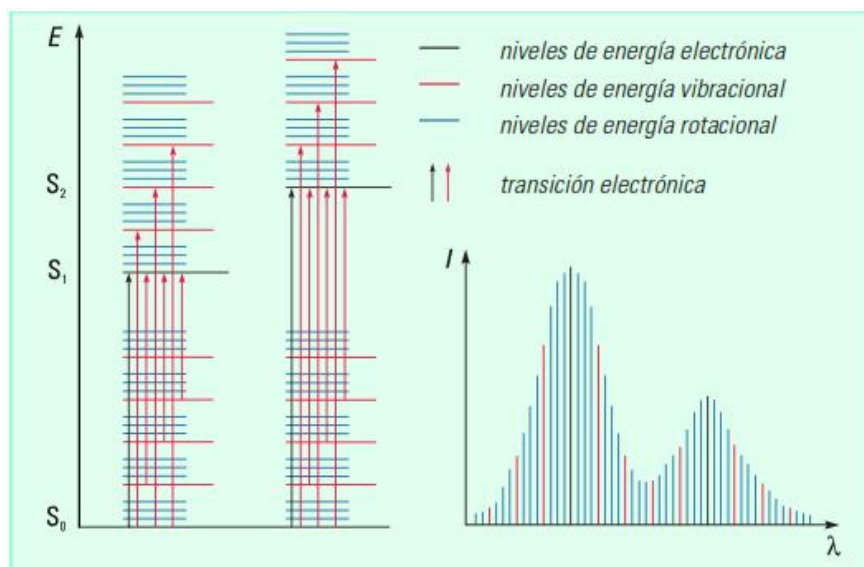 E
S₂
S₁
S₀
niveles de energía electrónica
niveles de energía vibracional
niveles de energía rotacional
transición electrónica
I
λ